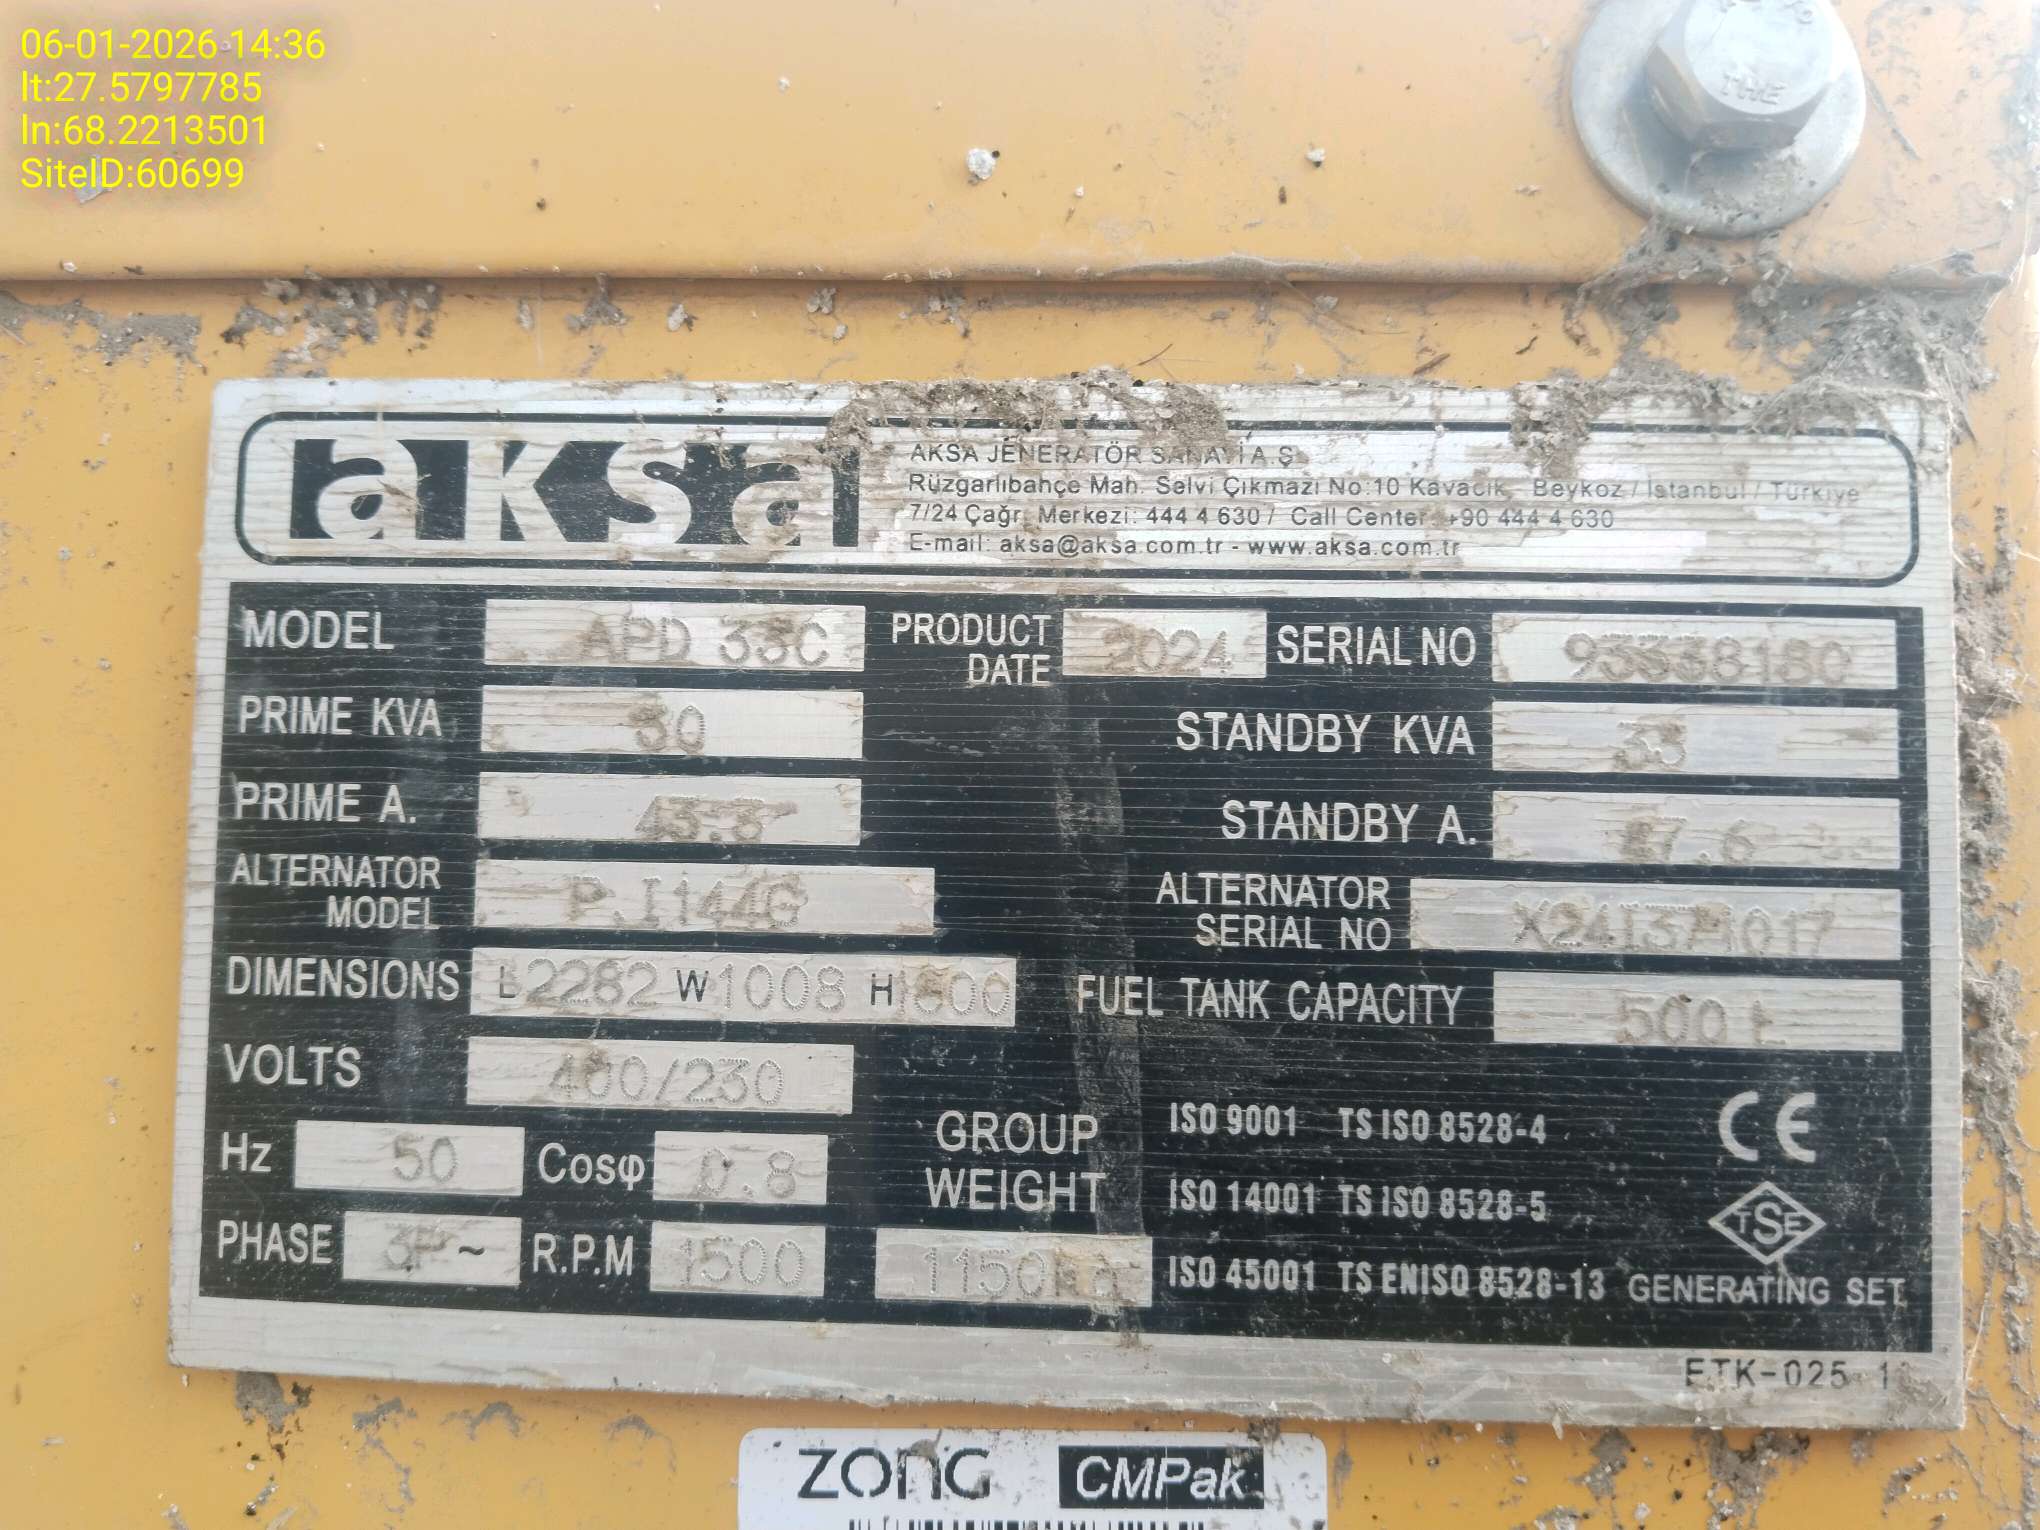 06-01-2026 14:36
lt:27.5797785
ln:68.2213501
SiteID:60699
THE
aksa
AKSA JENERATÖR SANAYİ A.Ş
Rüzgarlıbahçe Mah. Selvi Çıkmazı No:10 Kavacık - Beykoz / İstanbul / Türkiye
7/24 Çağrı Merkezi: 444 4 630 / Call Center: +90 444 4 630
E-mail: aksa@aksa.com.tr - www.aksa.com.tr
MODEL APD 33C PRODUCT DATE 2024 SERIAL NO
PRIME KVA 30 STANDBY KVA 33
PRIME A. 43.3 STANDBY A. 47.6
ALTERNATOR MODEL PJI144G ALTERNATOR SERIAL NO
DIMENSIONS L 2282 W 1008 H FUEL TANK CAPACITY 500 L
VOLTS 400/230
Hz 50 Cosφ 0.8
PHASE 3P~ R.P.M 1500
GROUP WEIGHT 1150Kg
ISO 9001 TS ISO 8528-4 CE
ISO 14001 TS ISO 8528-5 TSE
ISO 45001 TS EN ISO 8528-13 GENERATING SET
ETK-025-1
ZONG CMPak